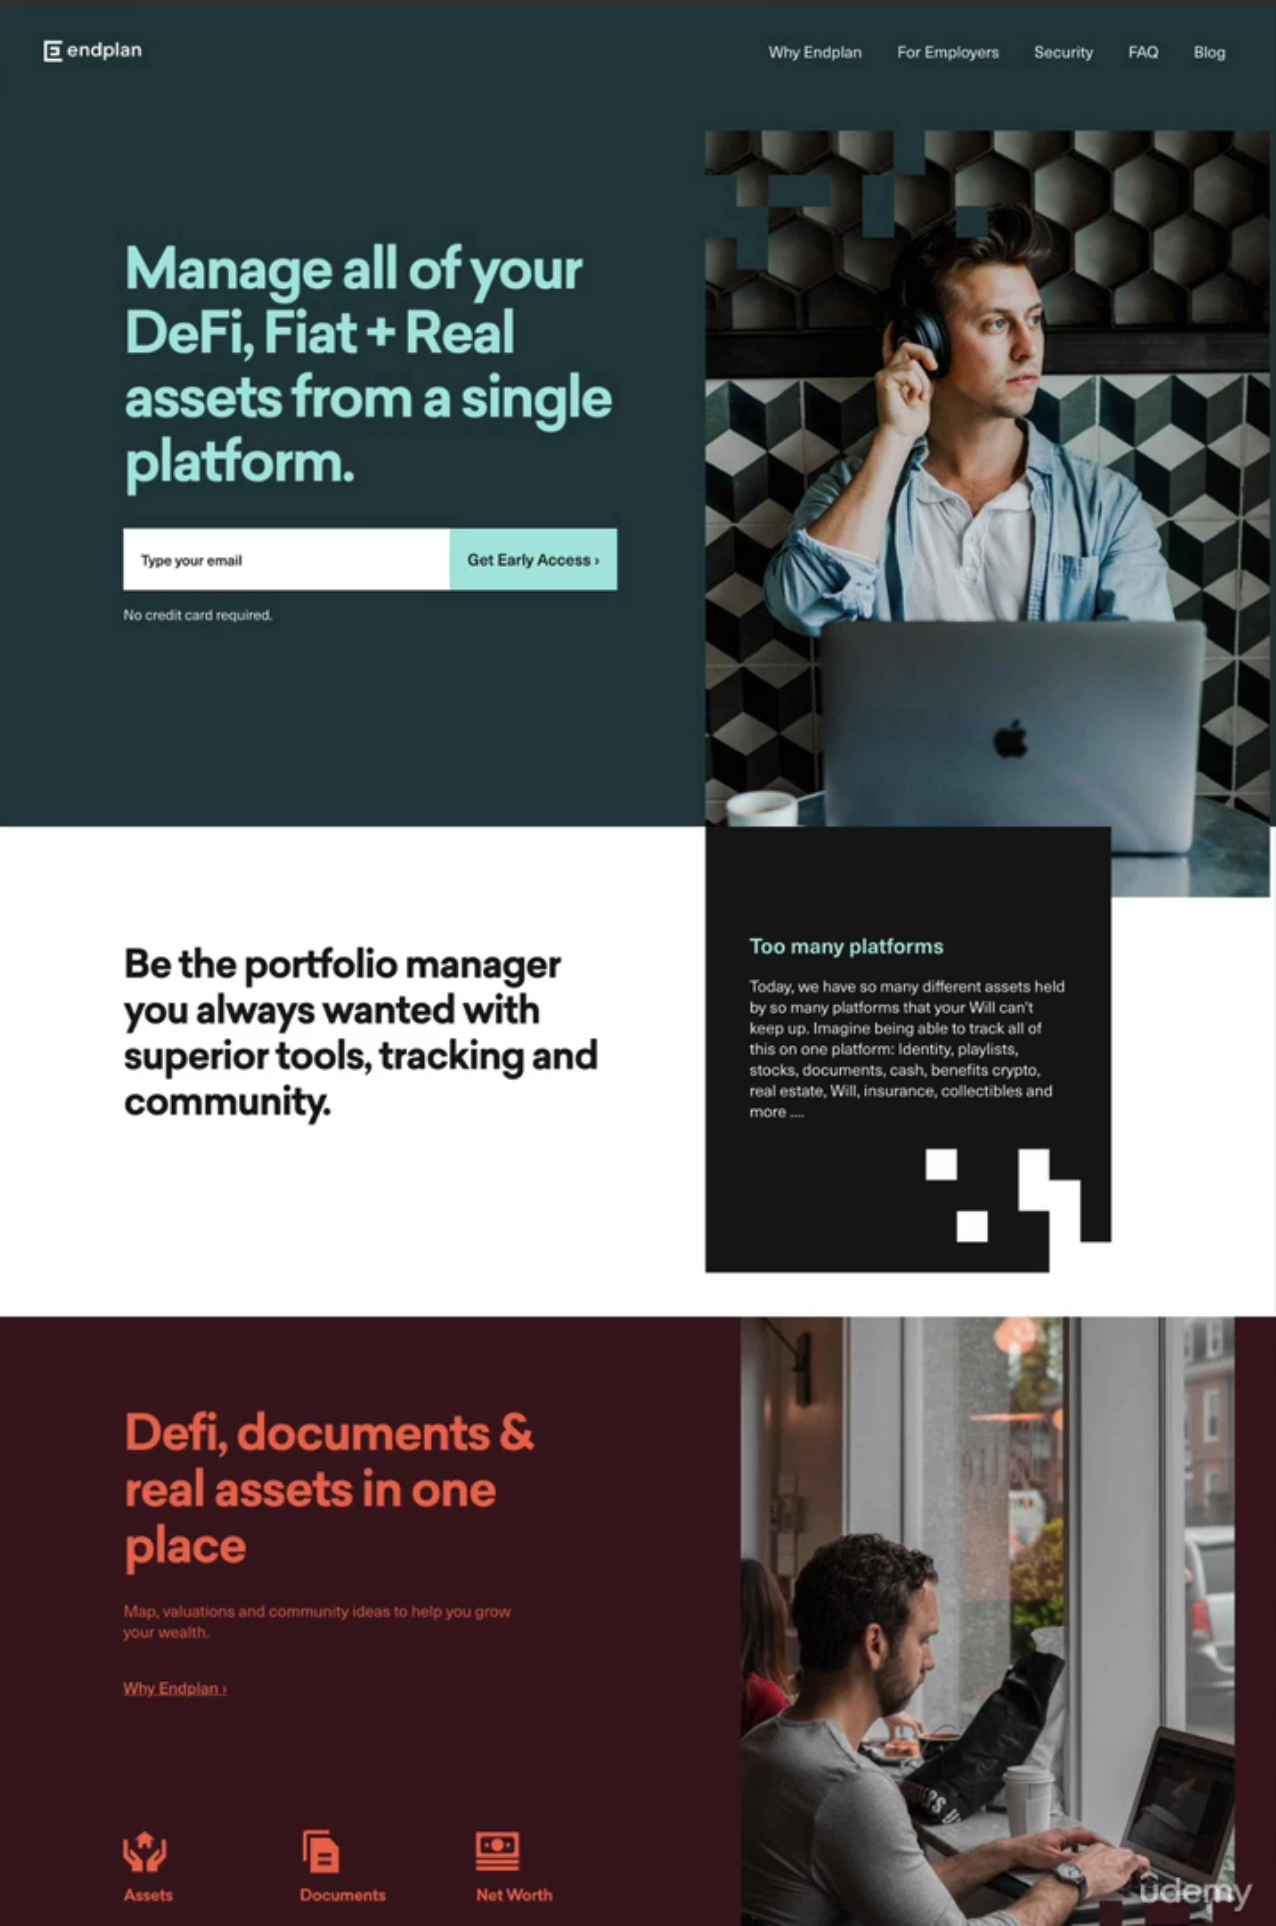 endplan
Why Endplan
For Employers
Security
FAQ
Blog
Manage all of your
DeFi, Fiat + Real
assets from a single
platform.
Type your email
Get Early Access ›
No credit card required.
Be the portfolio manager
you always wanted with
superior tools, tracking and
community.
Too many platforms
Today, we have so many different assets held
by so many platforms that your Will can't
keep up. Imagine being able to track all of
this on one platform: Identity, playlists,
stocks, documents, cash, benefits crypto,
real estate, Will, insurance, collectibles and
more ....
Defi, documents &
real assets in one
place
Map, valuations and community ideas to help you grow
your wealth.
Why Endplan ›
Assets
Documents
Net Worth
udemy